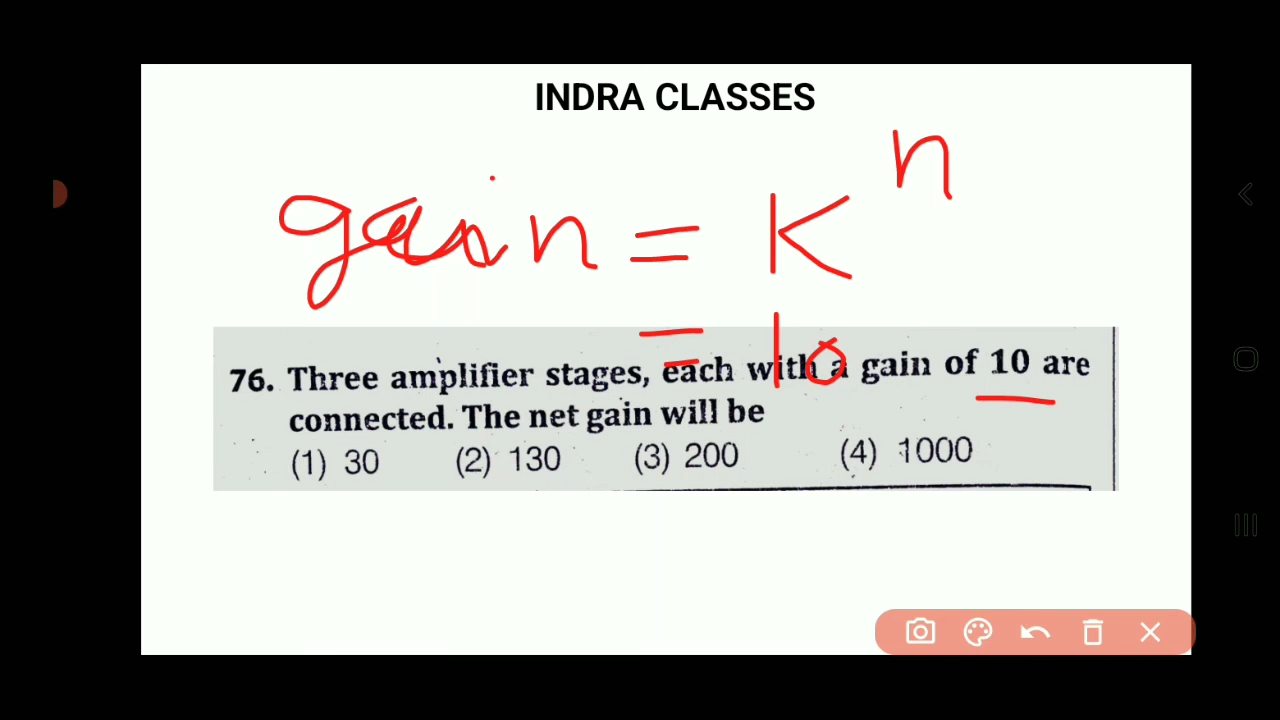 INDRA CLASSES
gain = K^n
= 10
76. Three amplifier stages, each with a gain of 10 are
connected. The net gain will be
(1) 30 (2) 130 (3) 200 (4) 1000